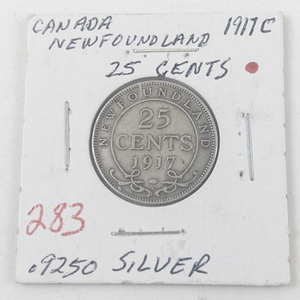 CANADA 1917C
NEWFOUNDLAND
25 CENTS
NEWFOUNDLAND
25
CENTS
1917
283
.9250 SILVER